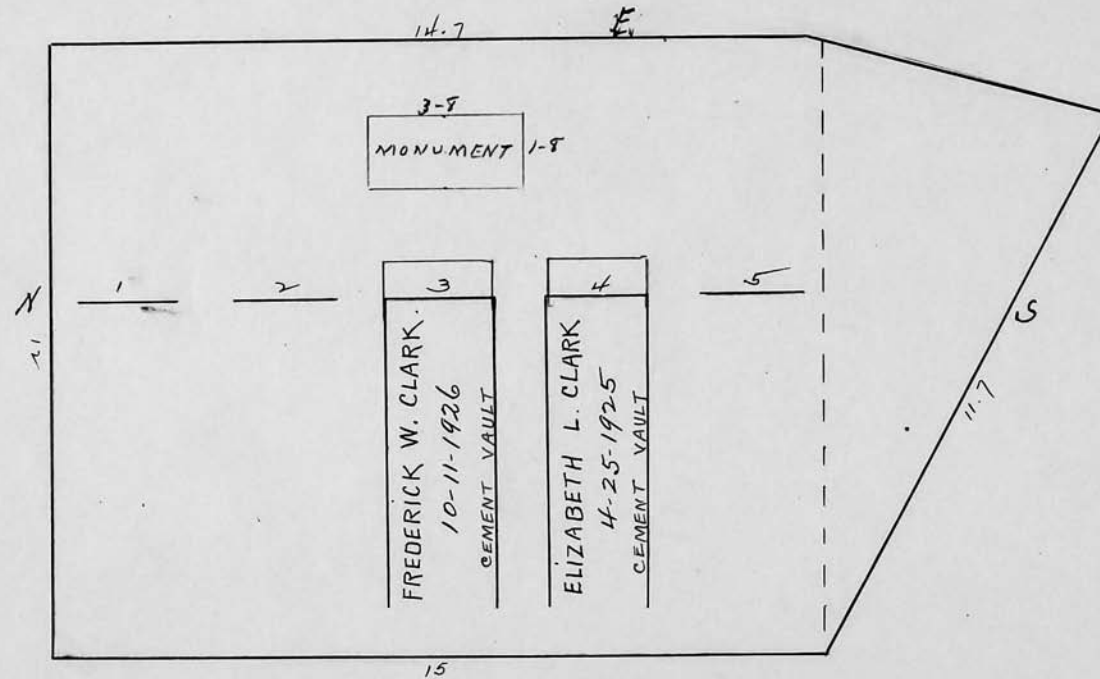 14.7 E.
3-8
MONUMENT 1-8
N
1 2 3 4 5
S
11.7
FREDERICK W. CLARK.
10-11-1926
CEMENT VAULT
ELIZABETH L. CLARK
4-25-1925
CEMENT VAULT
15